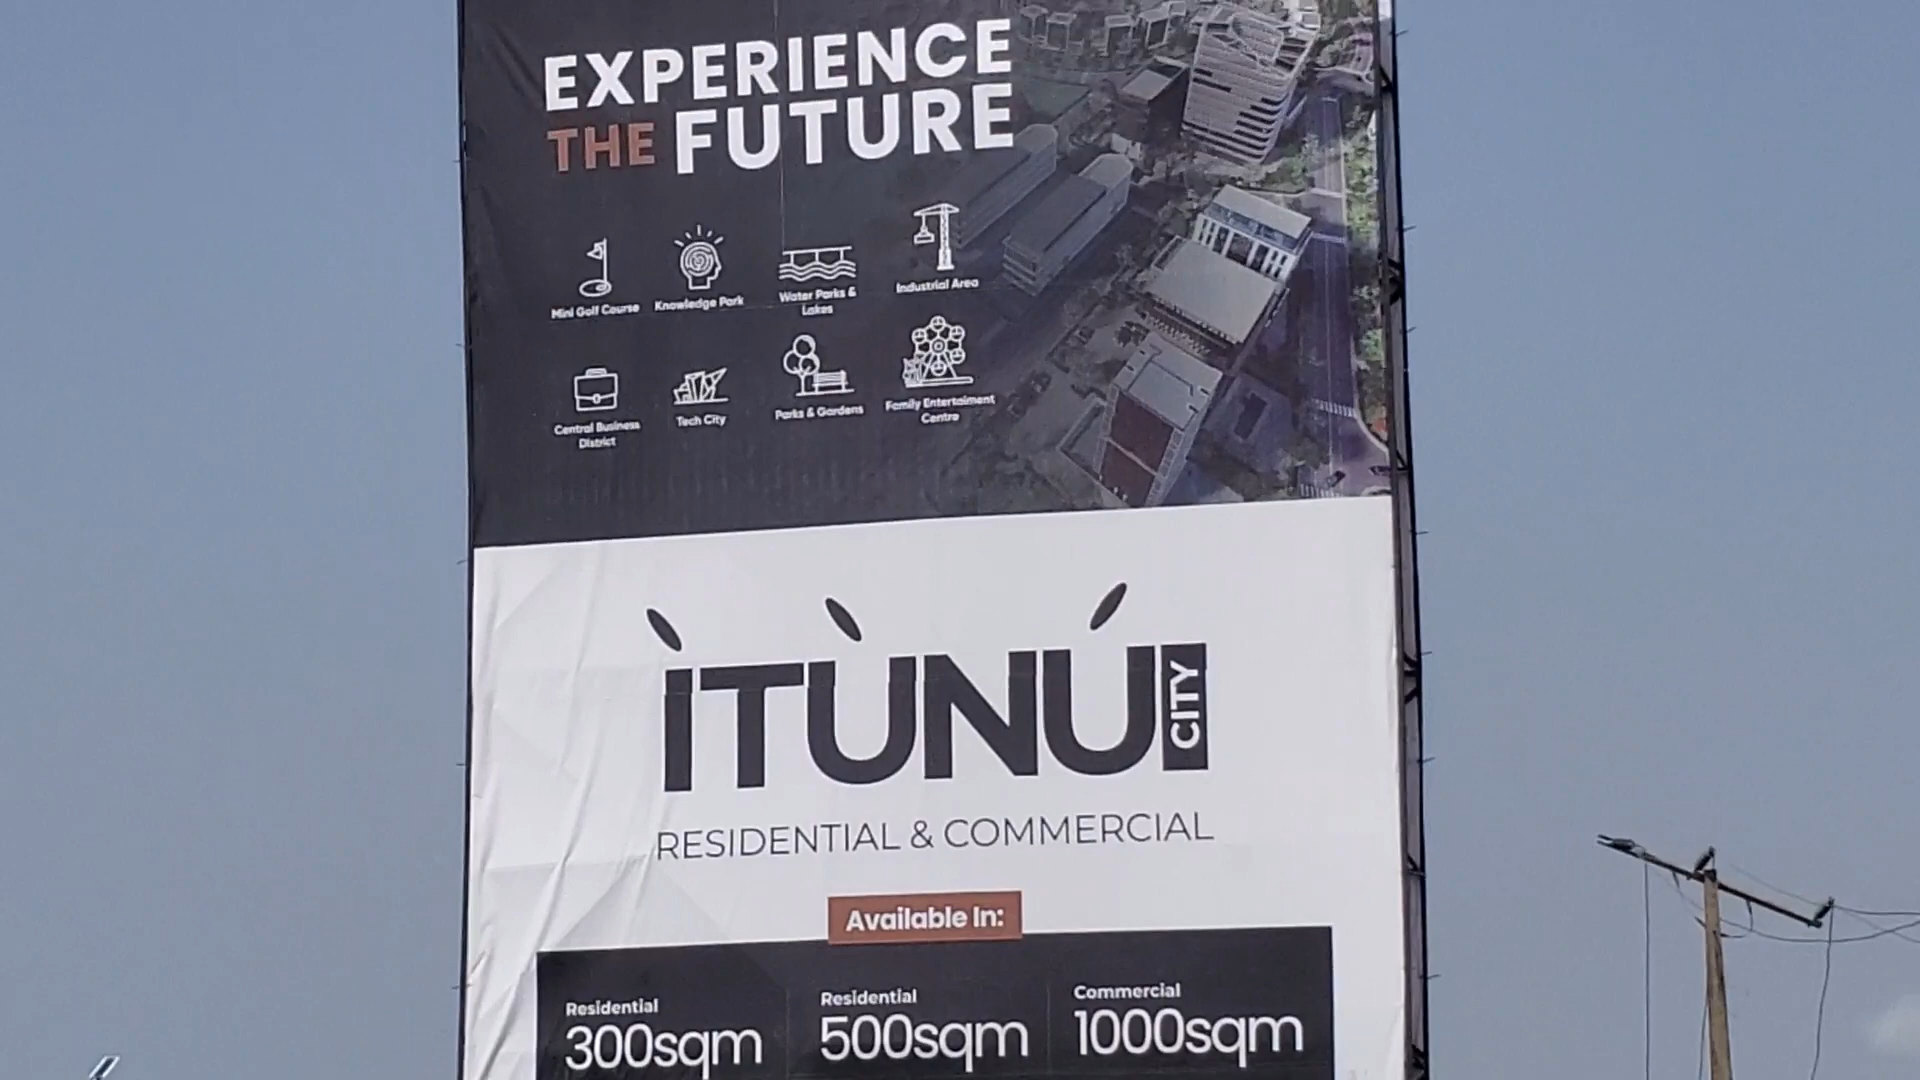 EXPERIENCE
THE FUTURE
Mini Golf Course
Knowledge Park
Water Parks &
Lakes
Industrial Area
Central Business
District
Tech City
Parks & Gardens
Family Entertaiment
Centre
ÌTÙNÚ CITY
RESIDENTIAL & COMMERCIAL
Available In:
Residential
300sqm
Residential
500sqm
Commercial
1000sqm